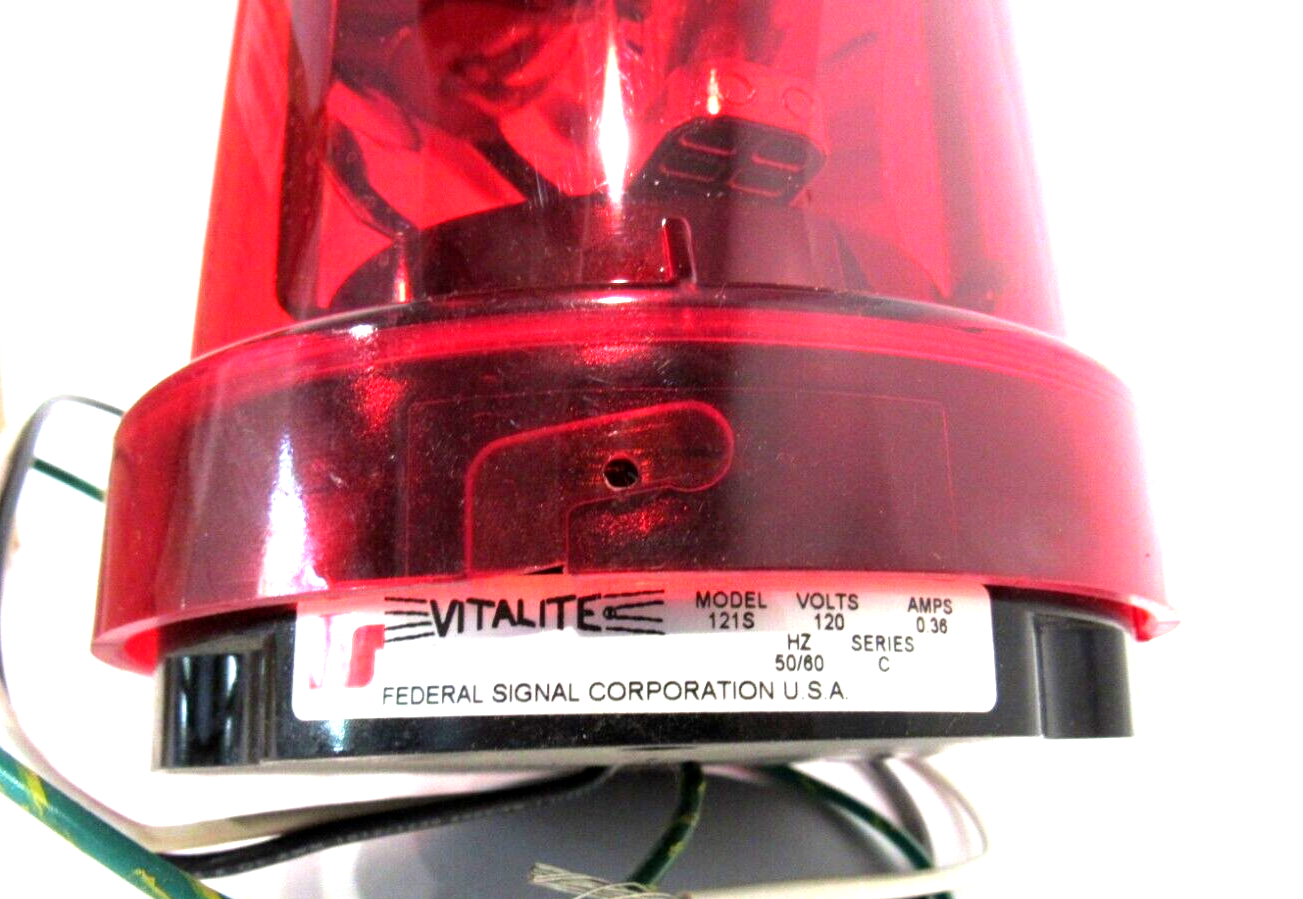 VITALITE® MODEL VOLTS AMPS
121S 120 0.36
HZ SERIES
50/60 C
FEDERAL SIGNAL CORPORATION U.S.A.